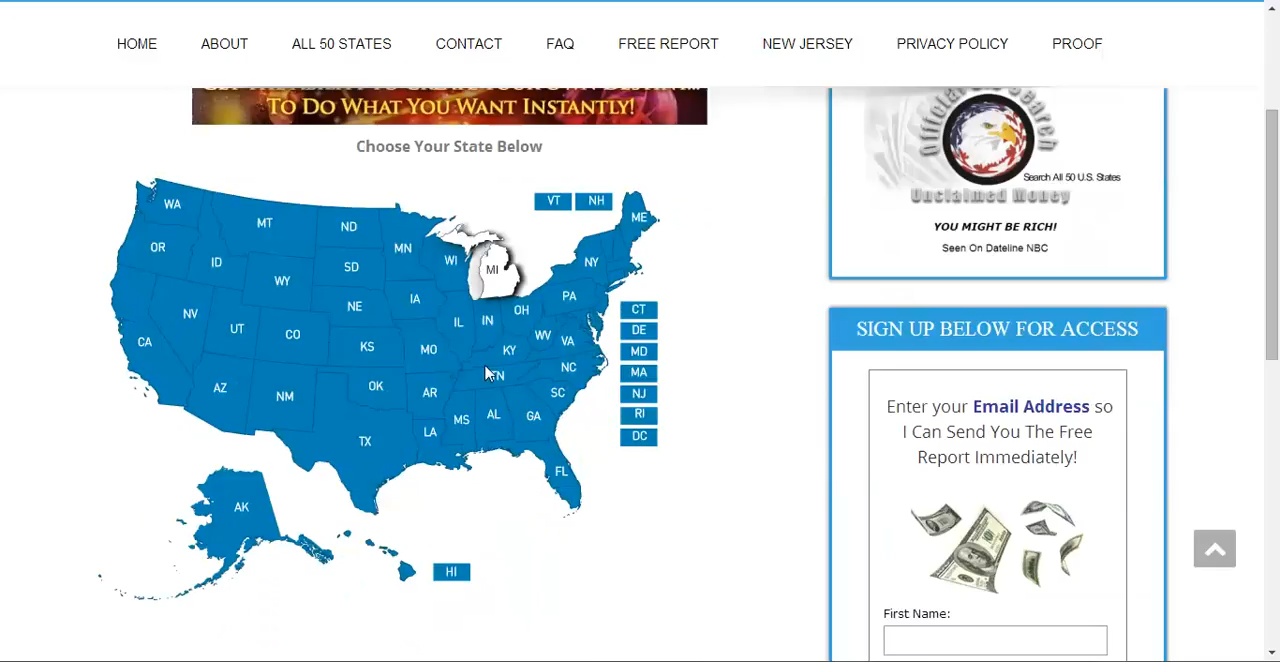 HOME ABOUT ALL 50 STATES CONTACT FAQ FREE REPORT NEW JERSEY PRIVACY POLICY PROOF
TO DO WHAT YOU WANT INSTANTLY!
Choose Your State Below
WA
OR
CA
ID
NV
MT
WY
UT
AZ
CO
NM
ND
SD
NE
KS
OK
TX
MN
IA
MO
AR
LA
WI
IL
MI
IN
OH
KY
TN
MS
AL
GA
FL
WV
VA
NC
SC
PA
NY
ME
VT
NH
CT
DE
MD
MA
NJ
RI
DC
AK
HI
Search All 50 U.S. States
Unclaimed Money
YOU MIGHT BE RICH!
Seen On Dateline NBC
SIGN UP BELOW FOR ACCESS
Enter your Email Address so
I Can Send You The Free
Report Immediately!
First Name: